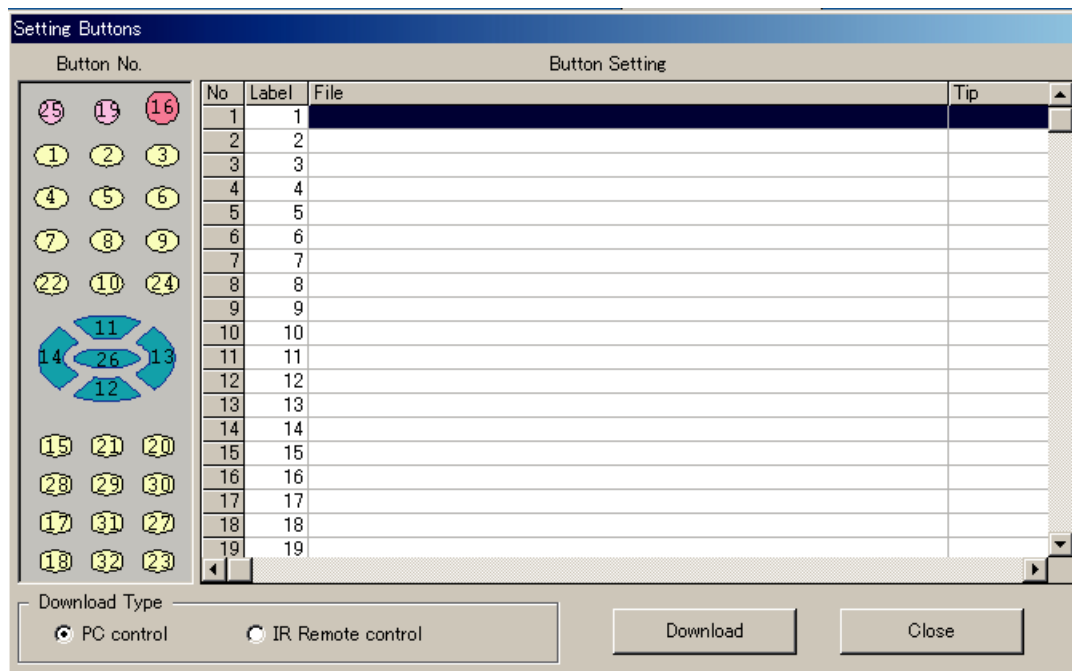 Setting Buttons
Button No.
Button Setting
25 19 16
1 2 3
4 5 6
7 8 9
22 10 24
11
14 26 13
12
15 21 20
28 29 30
17 31 27
18 32 23
No Label File Tip
1 1
2 2
3 3
4 4
5 5
6 6
7 7
8 8
9 9
10 10
11 11
12 12
13 13
14 14
15 15
16 16
17 17
18 18
19 19
Download Type
PC control IR Remote control
Download
Close